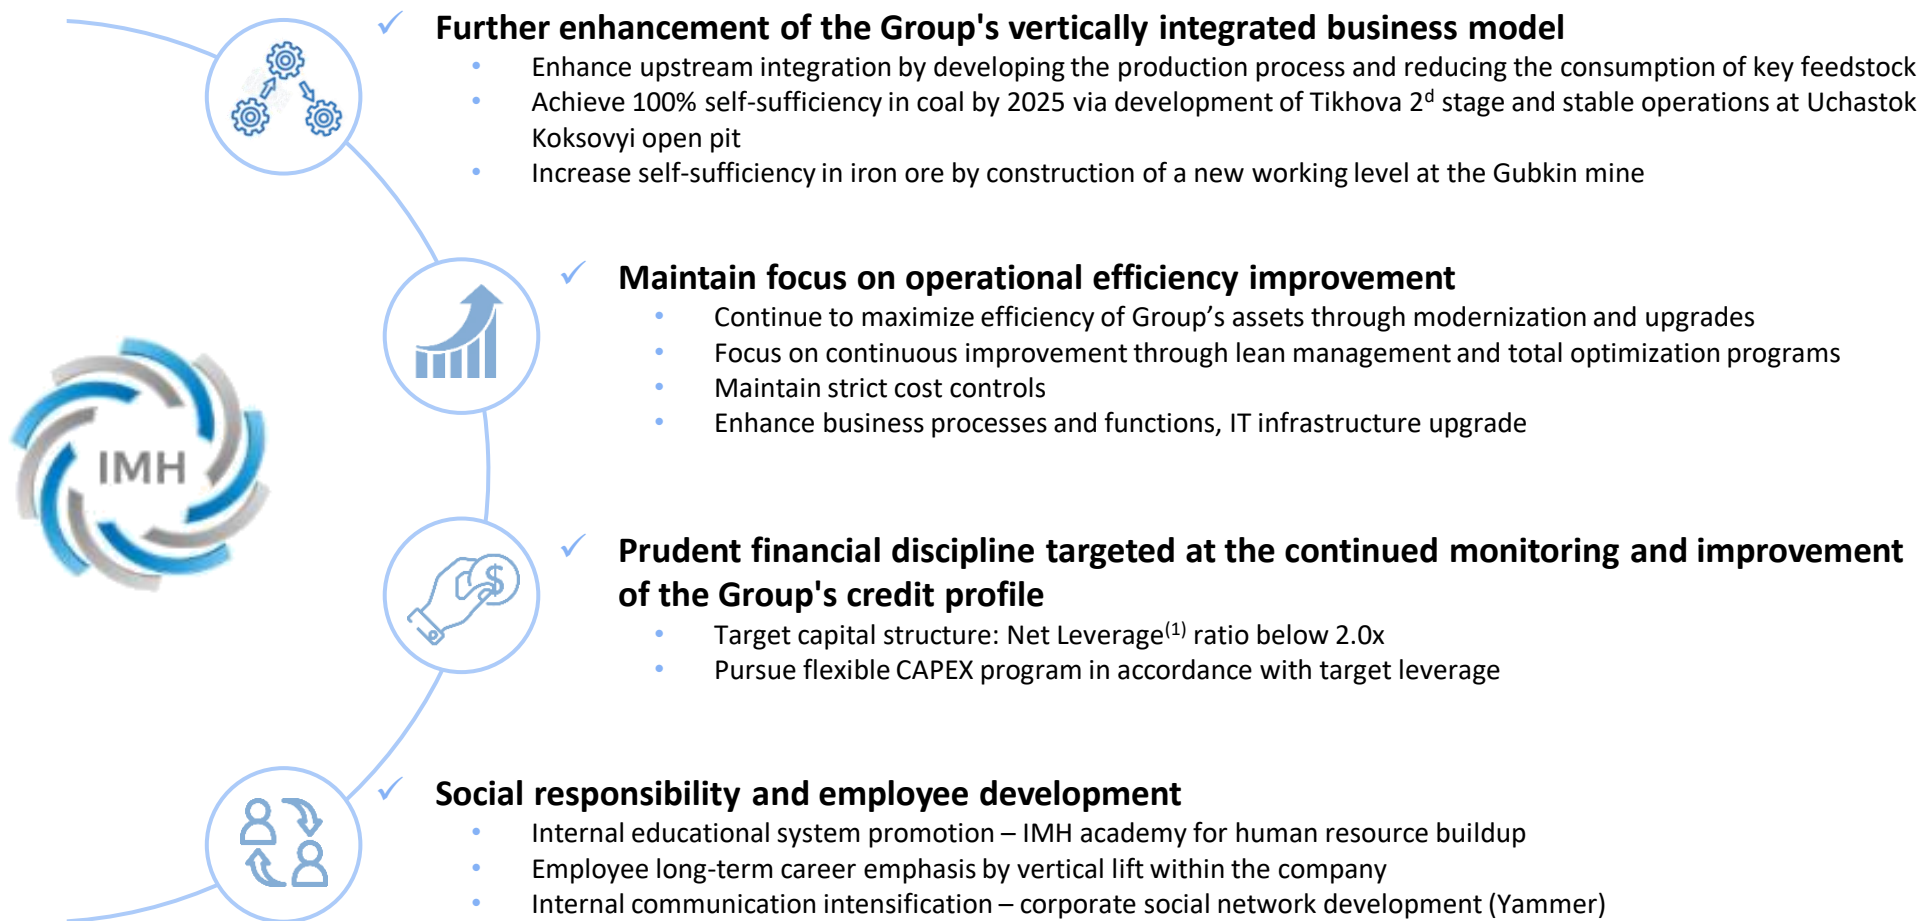 ✓ Further enhancement of the Group's vertically integrated business model
• Enhance upstream integration by developing the production process and reducing the consumption of key feedstock
• Achieve 100% self-sufficiency in coal by 2025 via development of Tikhova 2d stage and stable operations at Uchastok
Koksovyi open pit
• Increase self-sufficiency in iron ore by construction of a new working level at the Gubkin mine
✓ Maintain focus on operational efficiency improvement
• Continue to maximize efficiency of Group’s assets through modernization and upgrades
• Focus on continuous improvement through lean management and total optimization programs
• Maintain strict cost controls
• Enhance business processes and functions, IT infrastructure upgrade
IMH
✓ Prudent financial discipline targeted at the continued monitoring and improvement
of the Group's credit profile
• Target capital structure: Net Leverage(1) ratio below 2.0x
• Pursue flexible CAPEX program in accordance with target leverage
$
✓ Social responsibility and employee development
• Internal educational system promotion – IMH academy for human resource buildup
• Employee long-term career emphasis by vertical lift within the company
• Internal communication intensification – corporate social network development (Yammer)